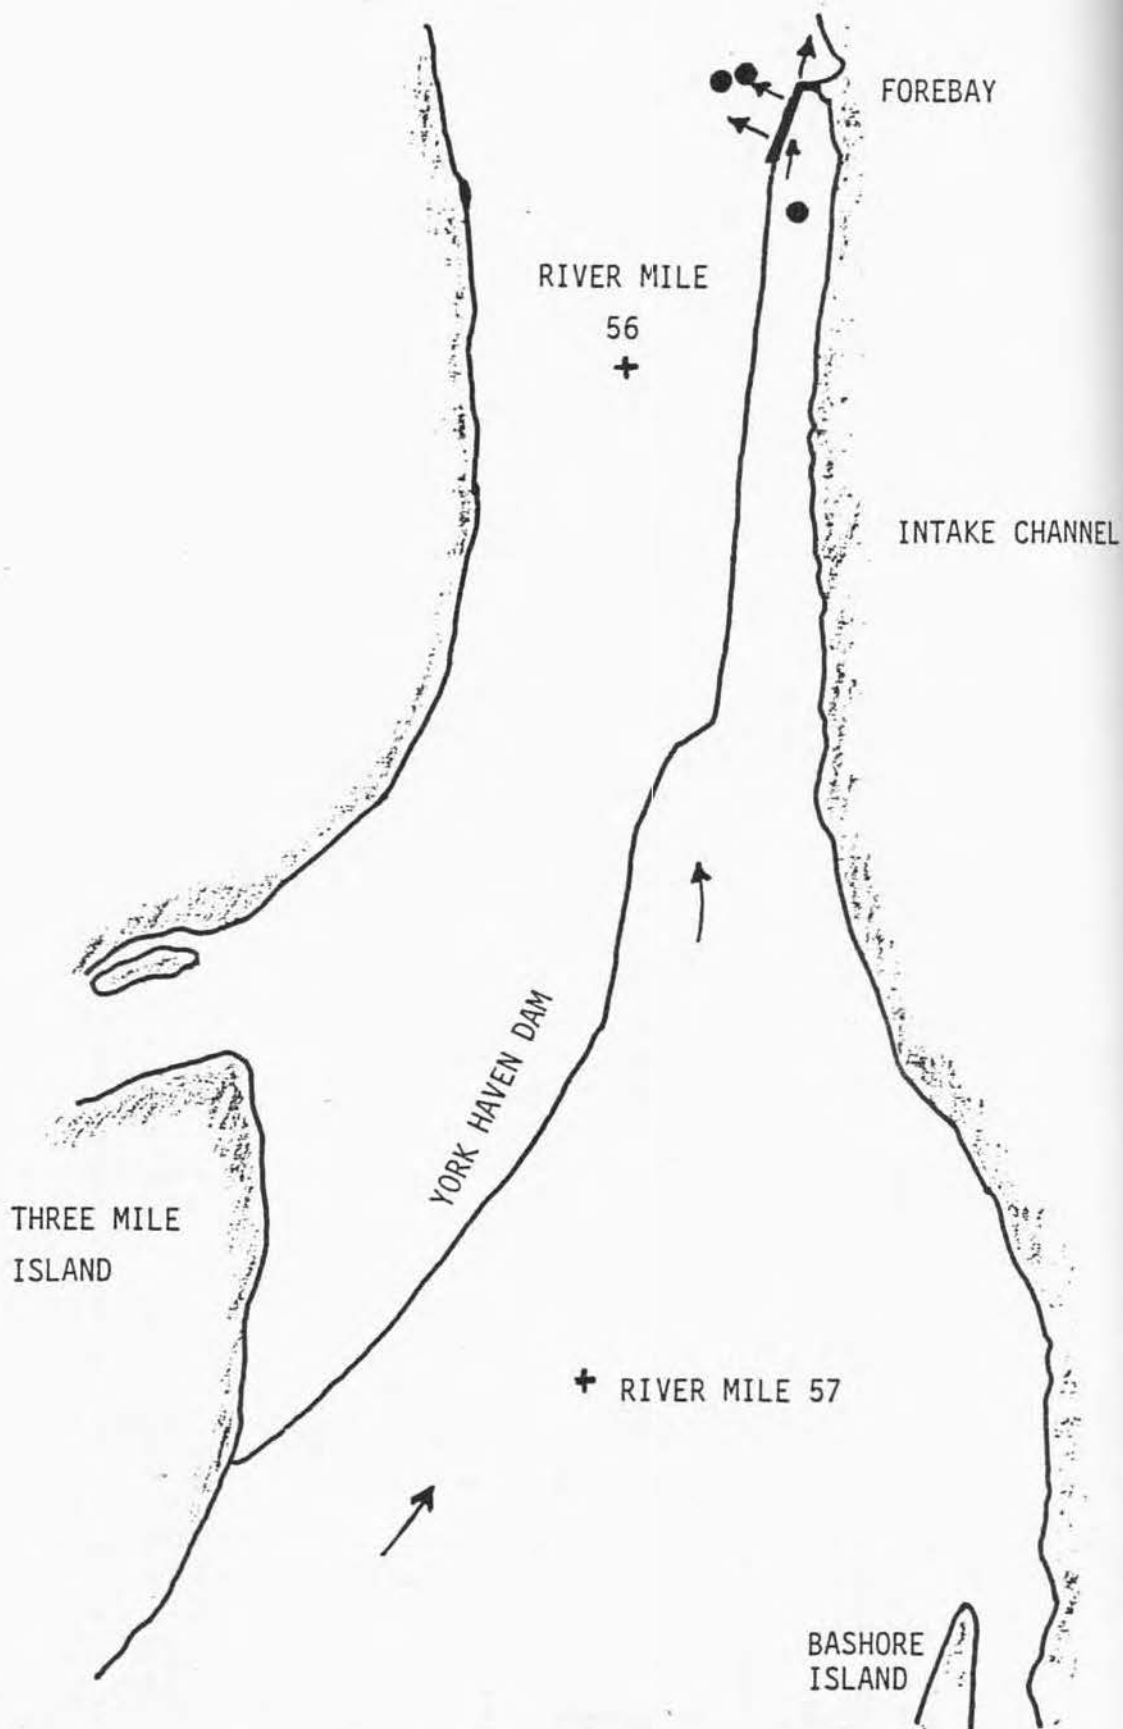 FOREBAY
RIVER MILE
56
INTAKE CHANNEL
YORK HAVEN DAM
THREE MILE
ISLAND
RIVER MILE 57
BASHORE
ISLAND